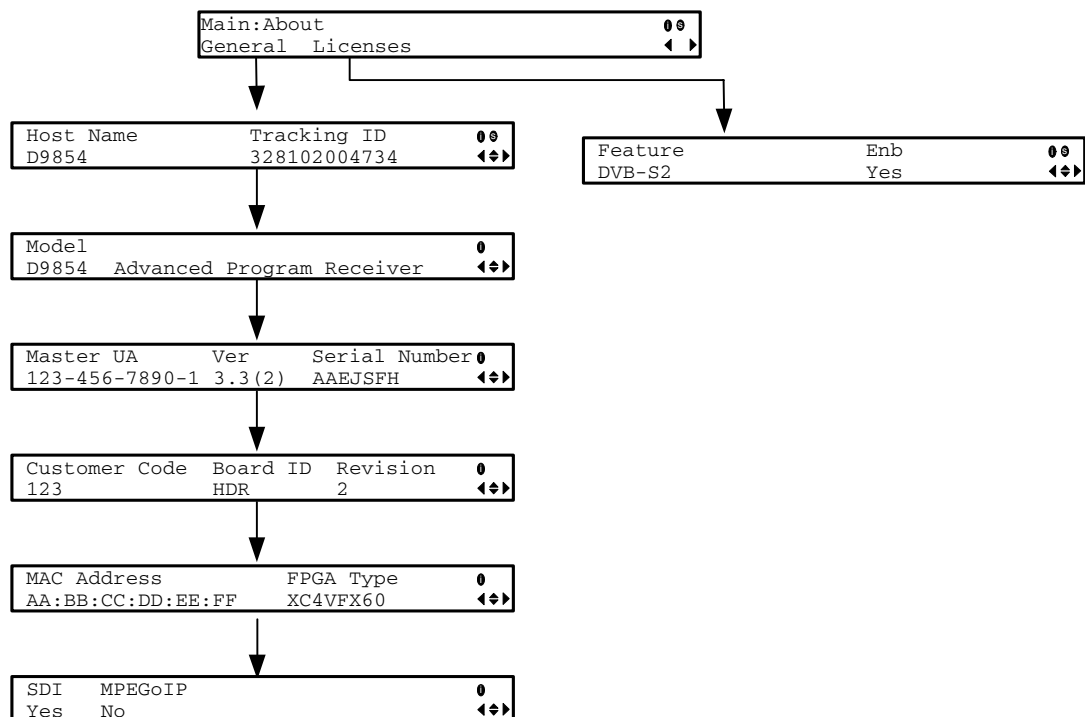 Main:About
General Licenses
Host Name Tracking ID
D9854 328102004734
Feature Enb
DVB-S2 Yes
Model
D9854 Advanced Program Receiver
Master UA Ver Serial Number
123-456-7890-1 3.3(2) AAEJSFH
Customer Code Board ID Revision
123 HDR 2
MAC Address FPGA Type
AA:BB:CC:DD:EE:FF XC4VFX60
SDI MPEGoIP
Yes No